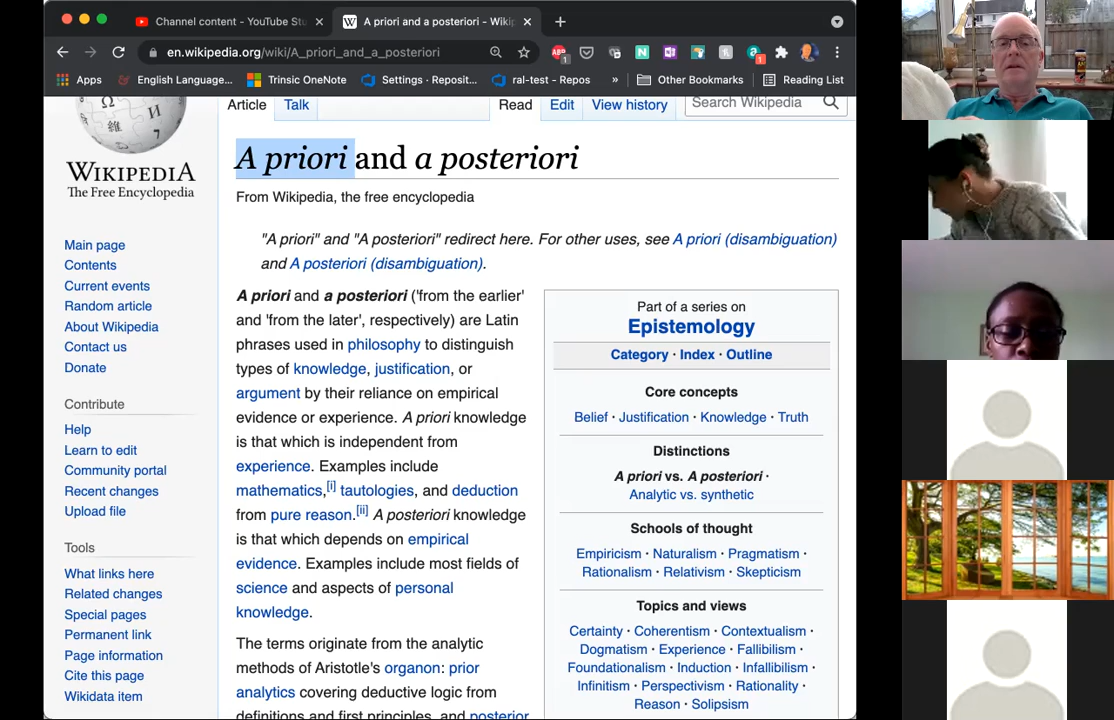 Channel content - YouTube Stu
A priori and a posteriori - Wikip
en.wikipedia.org/wiki/A_priori_and_a_posteriori
ABP
1
N
a
1
Apps
English Language...
Trinsic OneNote
Settings · Reposit...
ral-test - Repos
»
Other Bookmarks
Reading List
Article
Talk
Read
Edit
View history
Search Wikipedia
WIKIPEDIA
The Free Encyclopedia
Main page
Contents
Current events
Random article
About Wikipedia
Contact us
Donate
Contribute
Help
Learn to edit
Community portal
Recent changes
Upload file
Tools
What links here
Related changes
Special pages
Permanent link
Page information
Cite this page
Wikidata item
A priori and a posteriori
From Wikipedia, the free encyclopedia
"A priori" and "A posteriori" redirect here. For other uses, see A priori (disambiguation)
and A posteriori (disambiguation).
A priori and a posteriori ('from the earlier'
and 'from the later', respectively) are Latin
phrases used in philosophy to distinguish
types of knowledge, justification, or
argument by their reliance on empirical
evidence or experience. A priori knowledge
is that which is independent from
experience. Examples include
mathematics,[i] tautologies, and deduction
from pure reason.[ii] A posteriori knowledge
is that which depends on empirical
evidence. Examples include most fields of
science and aspects of personal
knowledge.
The terms originate from the analytic
methods of Aristotle's organon: prior
analytics covering deductive logic from
definitions and first principles, and posterior
Part of a series on
Epistemology
Category · Index · Outline
Core concepts
Belief · Justification · Knowledge · Truth
Distinctions
A priori vs. A posteriori ·
Analytic vs. synthetic
Schools of thought
Empiricism · Naturalism · Pragmatism ·
Rationalism · Relativism · Skepticism
Topics and views
Certainty · Coherentism · Contextualism ·
Dogmatism · Experience · Fallibilism ·
Foundationalism · Induction · Infallibilism ·
Infinitism · Perspectivism · Rationality ·
Reason · Solipsism